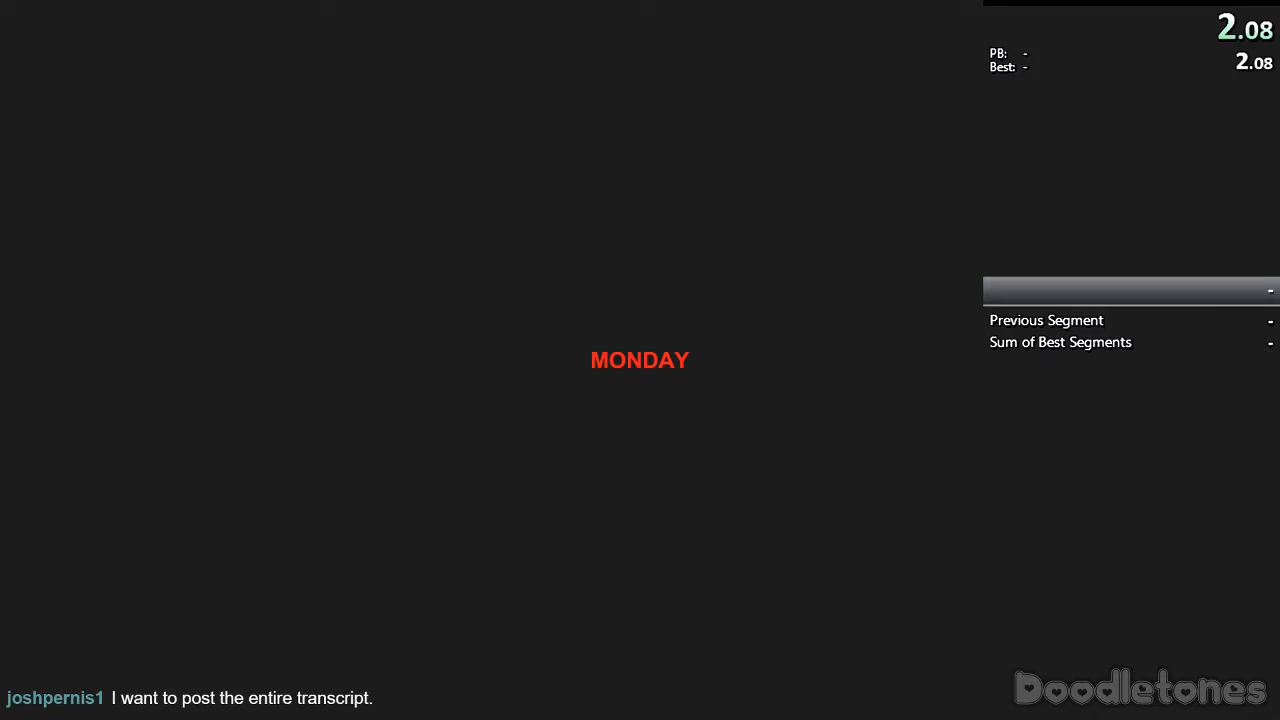 2.08
PB: -
2.08
Best: -
-
Previous Segment -
Sum of Best Segments -
MONDAY
joshpernis1 I want to post the entire transcript.
Doodletones